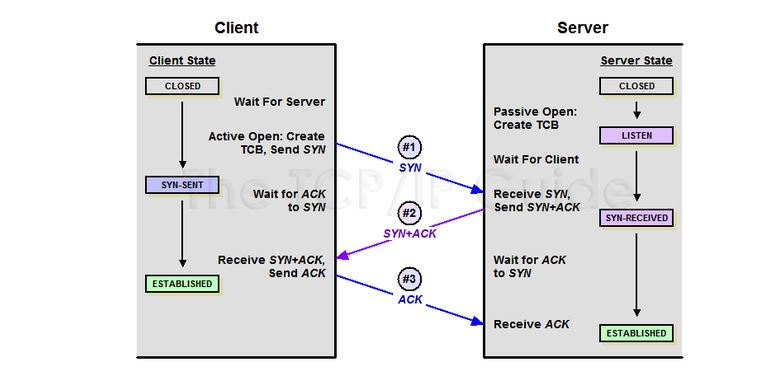 Client
Server
Client State
CLOSED
Wait For Server
Active Open: Create
TCB, Send SYN
SYN-SENT
Wait for ACK
to SYN
Receive SYN+ACK,
Send ACK
ESTABLISHED
#1
SYN
#2
SYN+ACK
#3
ACK
Server State
CLOSED
Passive Open:
Create TCB
LISTEN
Wait For Client
Receive SYN,
Send SYN+ACK
SYN-RECEIVED
Wait for ACK
to SYN
Receive ACK
ESTABLISHED
The TCP/IP Guide